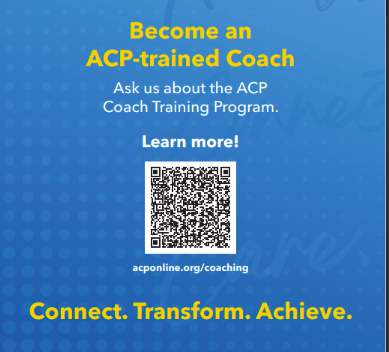 Become an
ACP-trained Coach
Ask us about the ACP
Coach Training Program.
Learn more!
acponline.org/coaching
Connect. Transform. Achieve.